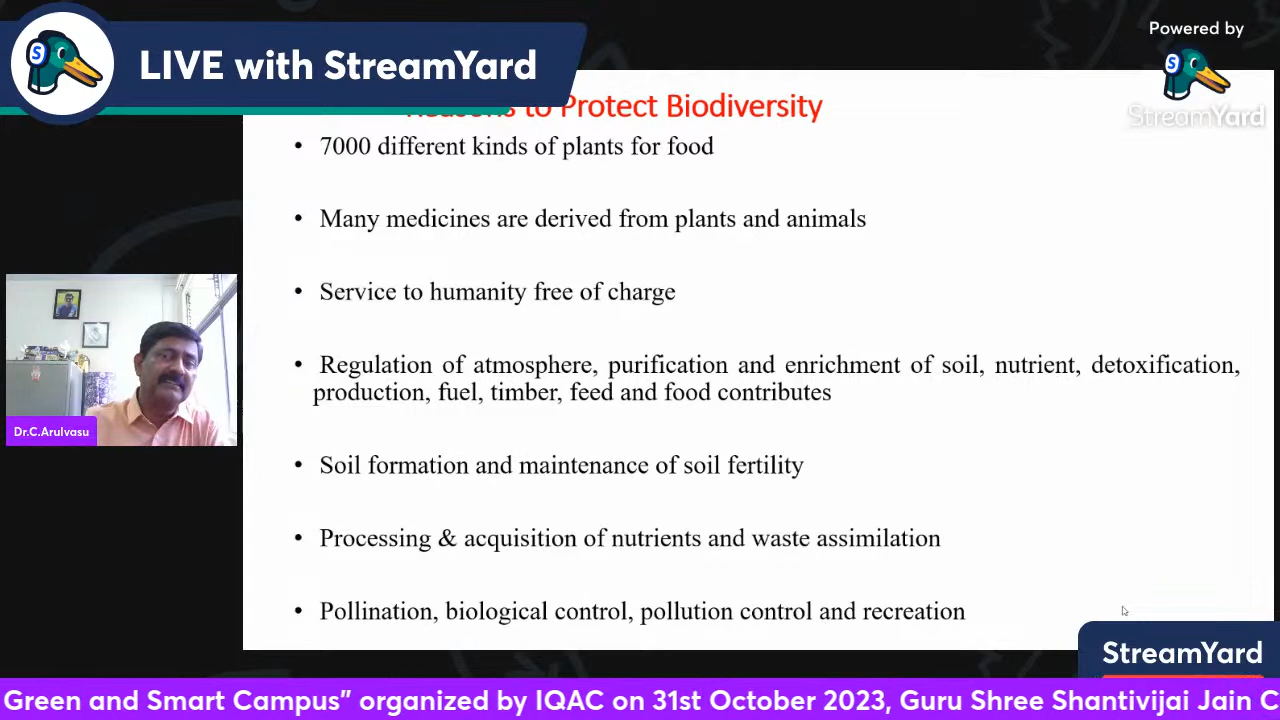 Powered by
LIVE with StreamYard
StreamYard
Reasons to Protect Biodiversity
• 7000 different kinds of plants for food
• Many medicines are derived from plants and animals
• Service to humanity free of charge
• Regulation of atmosphere, purification and enrichment of soil, nutrient, detoxification,
production, fuel, timber, feed and food contributes
Dr.C.Arulvasu
• Soil formation and maintenance of soil fertility
• Processing & acquisition of nutrients and waste assimilation
• Pollination, biological control, pollution control and recreation
StreamYard
Green and Smart Campus" organized by IQAC on 31st October 2023, Guru Shree Shantivijai Jain C